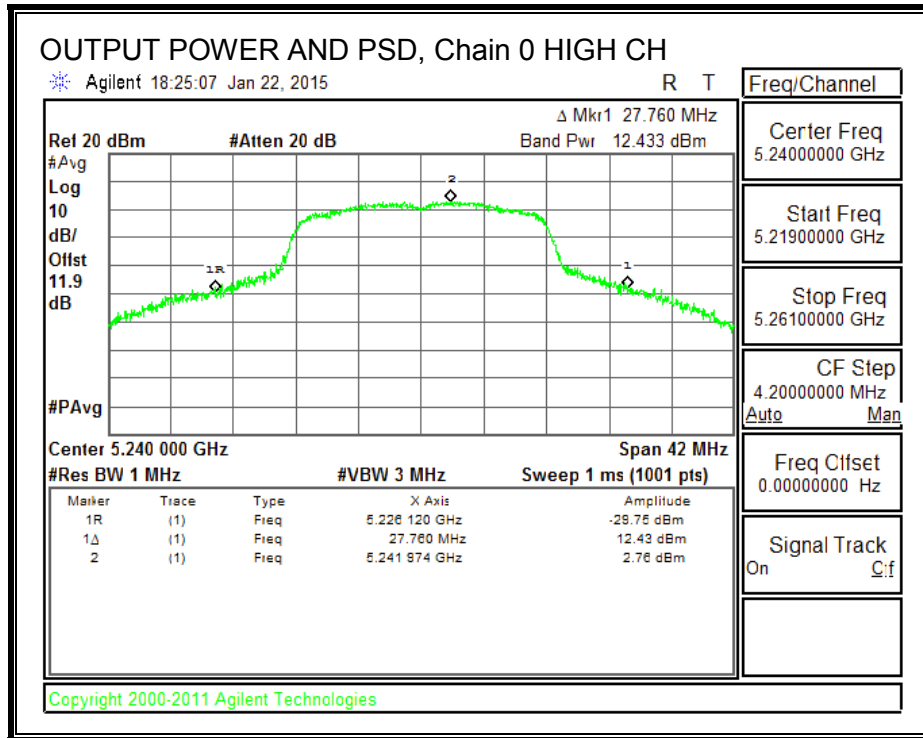 OUTPUT POWER AND PSD, Chain 0 HIGH CH
Agilent 18:25:07 Jan 22, 2015 R T
Freq/Channel
Δ Mkr1 27.760 MHz
Ref 20 dBm #Atten 20 dB Band Pwr 12.433 dBm
#Avg
Log
10
dB/
Offst
11.9
dB
2
1R
1
#PAvg
Center 5.240 000 GHz Span 42 MHz
#Res BW 1 MHz #VBW 3 MHz Sweep 1 ms (1001 pts)
Marker Trace Type X Axis Amplitude
1R (1) Freq 5.226 120 GHz -29.75 dBm
1Δ (1) Freq 27.760 MHz 12.43 dBm
2 (1) Freq 5.241 974 GHz 2.76 dBm
Center Freq
5.24000000 GHz
Start Freq
5.21900000 GHz
Stop Freq
5.26100000 GHz
CF Step
4.20000000 MHz
Auto Man
Freq Offset
0.00000000 Hz
Signal Track
On Off
Copyright 2000-2011 Agilent Technologies